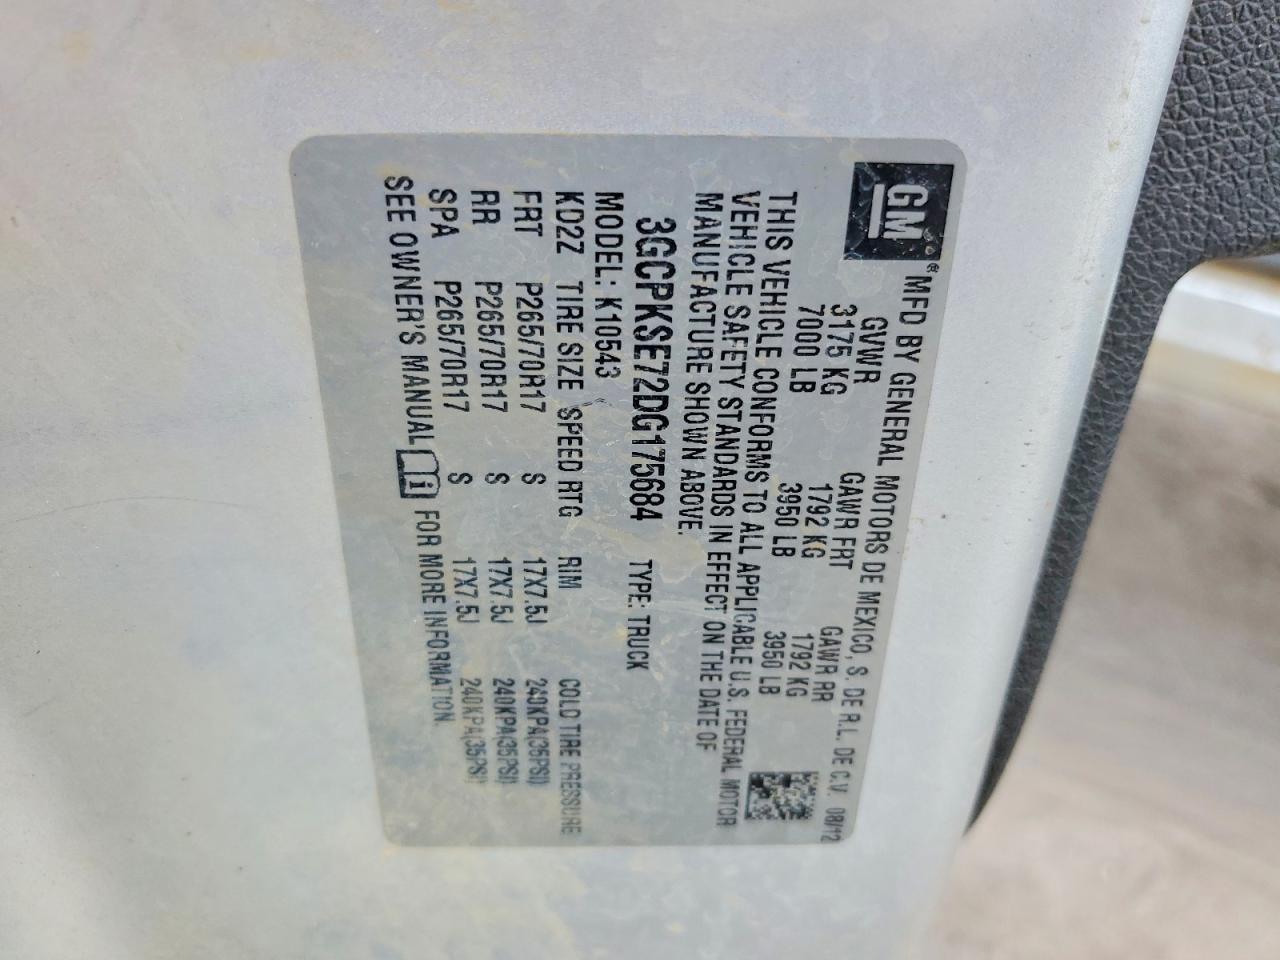 GM ® MFD BY GENERAL MOTORS DE MEXICO, S. DE R.L. DE C.V. 08/12
GVWR GAWR FRT GAWR RR
3175 KG 1792 KG 1792 KG
7000 LB 3950 LB 3950 LB
THIS VEHICLE CONFORMS TO ALL APPLICABLE U.S. FEDERAL MOTOR
VEHICLE SAFETY STANDARDS IN EFFECT ON THE DATE OF
MANUFACTURE SHOWN ABOVE.
3GCPKSE72DG175684 TYPE: TRUCK
MODEL: K10543
KD2Z TIRE SIZE SPEED RTG RIM COLD TIRE PRESSURE
FRT P265/70R17 S 17X7.5J 240KPA(35PSI)
RR P265/70R17 S 17X7.5J 240KPA(35PSI)
SPA P265/70R17 S 17X7.5J 240KPA(35PSI)
SEE OWNER'S MANUAL i FOR MORE INFORMATION.